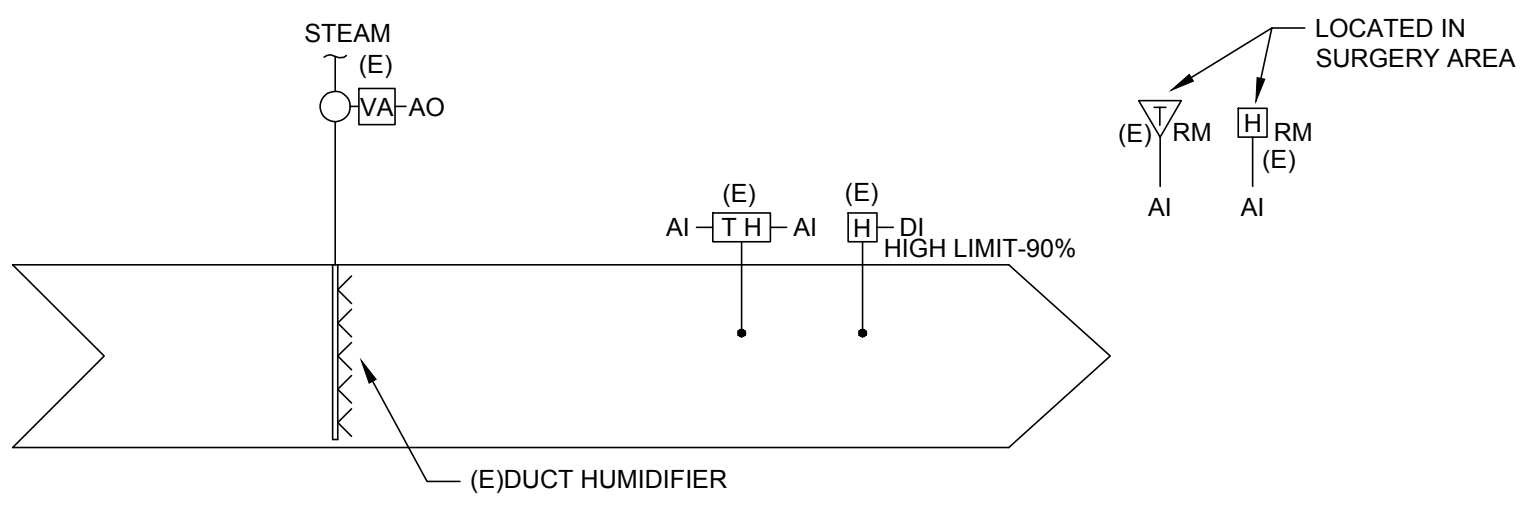 STEAM
(E)
VA AO
LOCATED IN
SURGERY AREA
T
(E) RM
H RM
(E)
AI
AI
(E)
AI T H AI
(E)
H DI
HIGH LIMIT-90%
(E)DUCT HUMIDIFIER